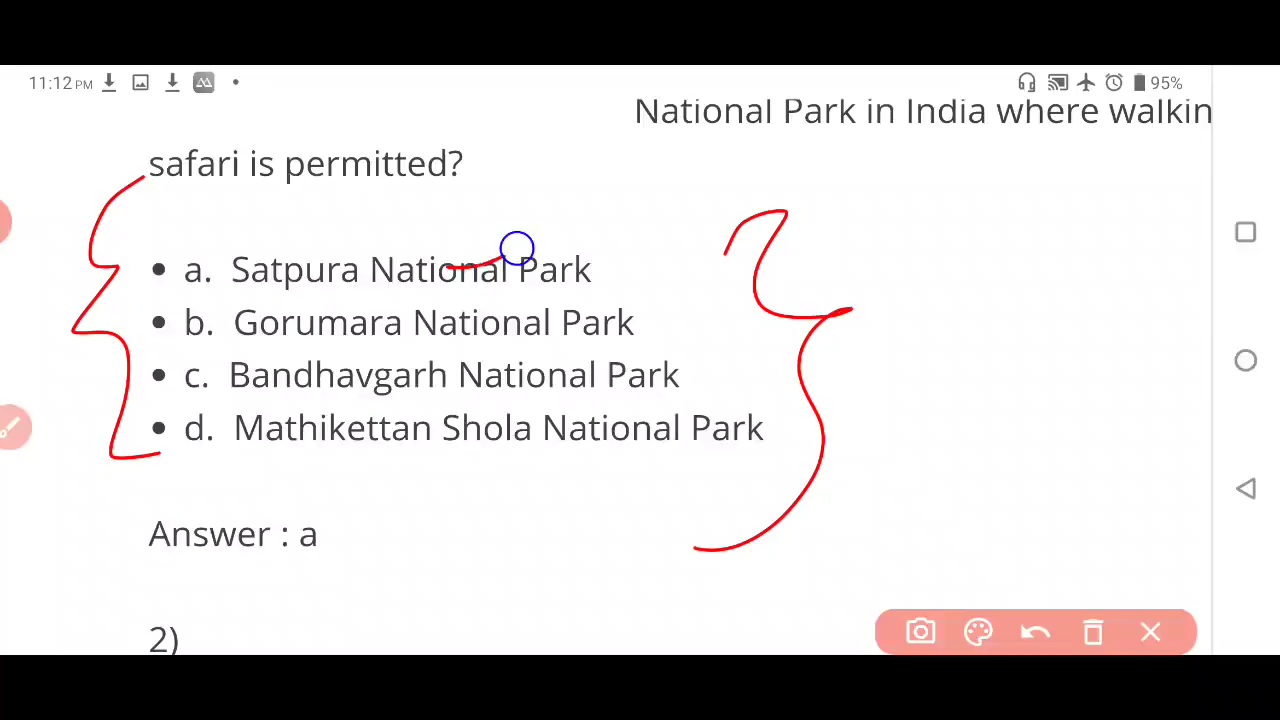 11:12 PM
95%
National Park in India where walkin
safari is permitted?
a. Satpura National Park
b. Gorumara National Park
c. Bandhavgarh National Park
d. Mathikettan Shola National Park
Answer : a
2)